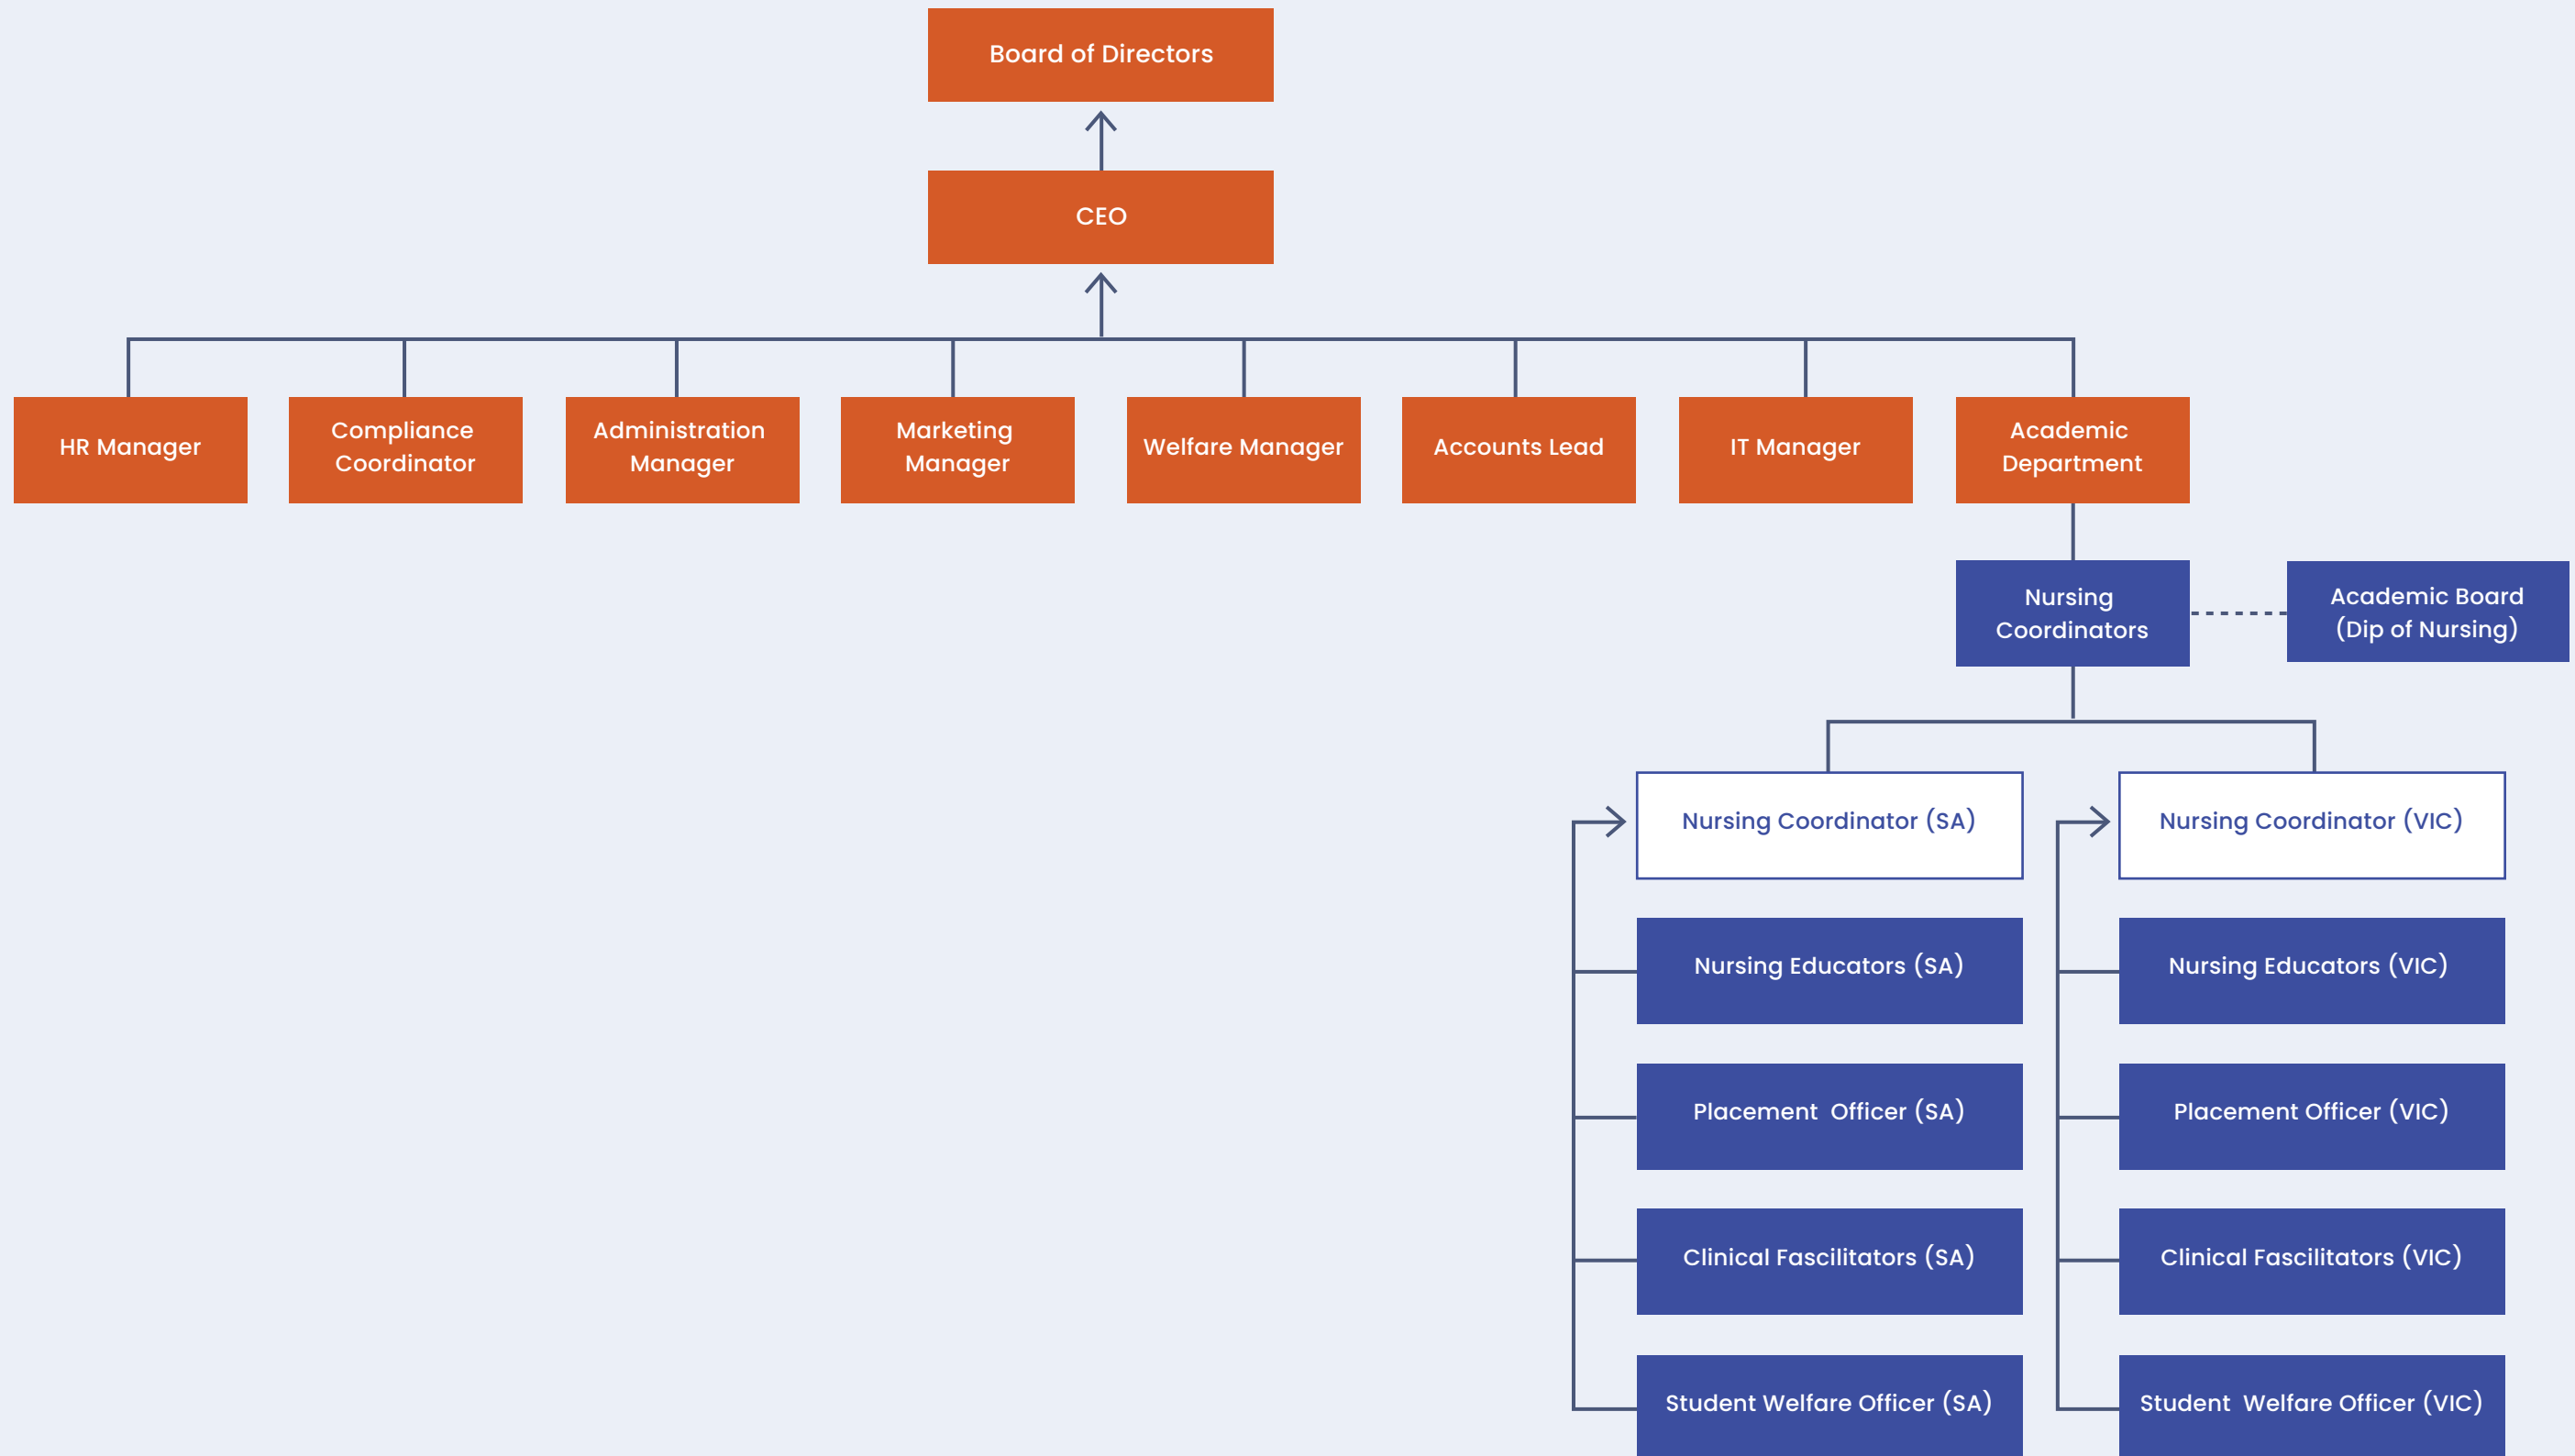 Board of Directors
CEO
HR Manager
Compliance
Coordinator
Administration
Manager
Marketing
Manager
Welfare Manager
Accounts Lead
IT Manager
Academic
Department
Nursing
Coordinators
Academic Board
(Dip of Nursing)
Nursing Coordinator (SA)
Nursing Coordinator (VIC)
Nursing Educators (SA)
Nursing Educators (VIC)
Placement  Officer (SA)
Placement Officer (VIC)
Clinical Fascilitators (SA)
Clinical Fascilitators (VIC)
Student Welfare Officer (SA)
Student  Welfare Officer (VIC)